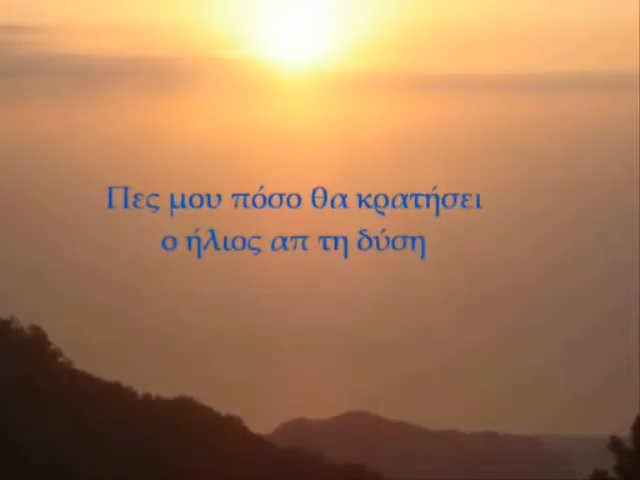 Πες μου πόσο θα κρατήσει
ο ήλιος απ τη δύση